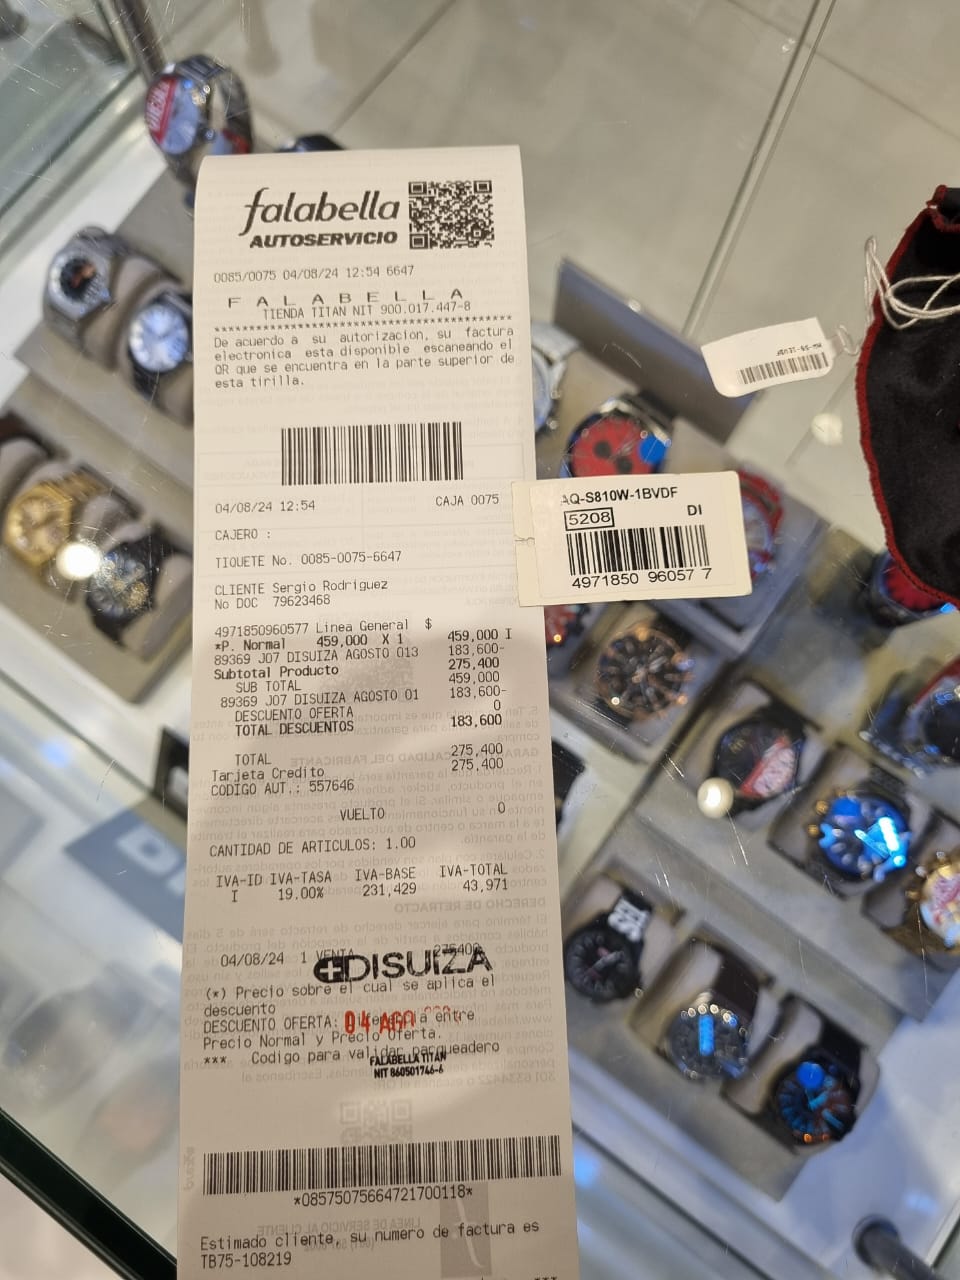 falabella
AUTOSERVICIO
0085/0075 04/08/24 12:54 6647
F A L A B E L L A
TIENDA TITAN NIT 900.017.447-8
De acuerdo a su autorizacion, su factura
electronica esta disponible escaneando el
QR que se encuentra en la parte superior de
esta tirilla.
04/08/24 12:54 CAJA 0075
CAJERO :
TIQUETE No. 0085-0075-6647
CLIENTE Sergio Rodriguez
No DOC 79623468
4971850960577 Linea General $ 459,000 I
*P. Normal 459,000 X 1
89369 J07 DISUIZA AGOSTO 013 183,600-
Subtotal Producto 275,400
SUB TOTAL 459,000
89369 J07 DISUIZA AGOSTO 01 183,600-
DESCUENTO OFERTA 0
TOTAL DESCUENTOS 183,600
TOTAL 275,400
Tarjeta Credito 275,400
CODIGO AUT.: 557646
VUELTO 0
CANTIDAD DE ARTICULOS: 1.00
IVA-ID IVA-TASA IVA-BASE IVA-TOTAL
I 19.00% 231,429 43,971
04/08/24 1 VENTA 275400
DISUIZA
(*) Precio sobre el cual se aplica el
descuento
DESCUENTO OFERTA: Diferencia entre
04 AGO
Precio Normal y Precio Oferta.
*** Codigo para validar parqueadero
FALABELLA TITAN
NIT 860501746-6
*08575075664721700118*
Estimado cliente, su numero de factura es
TB75-108219
AQ-S810W-1BVDF
5208 DI
4971850 96057 7